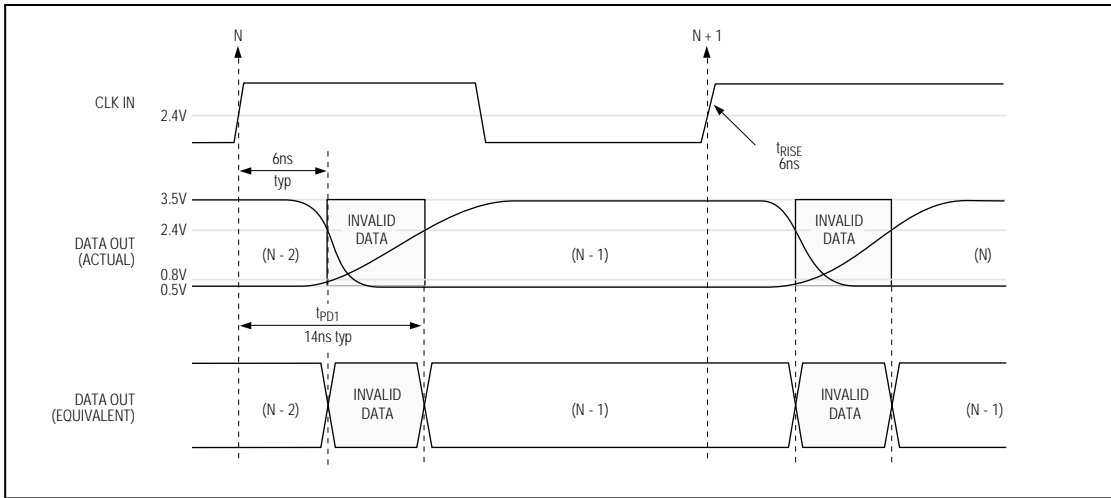 N
N + 1
CLK IN
2.4V
tRISE
6ns
6ns
typ
3.5V
2.4V
0.8V
0.5V
DATA OUT
(ACTUAL)
(N - 2)
INVALID
DATA
(N - 1)
INVALID
DATA
(N)
tPD1
14ns typ
DATA OUT
(EQUIVALENT)
(N - 2)
INVALID
DATA
(N - 1)
INVALID
DATA
(N - 1)